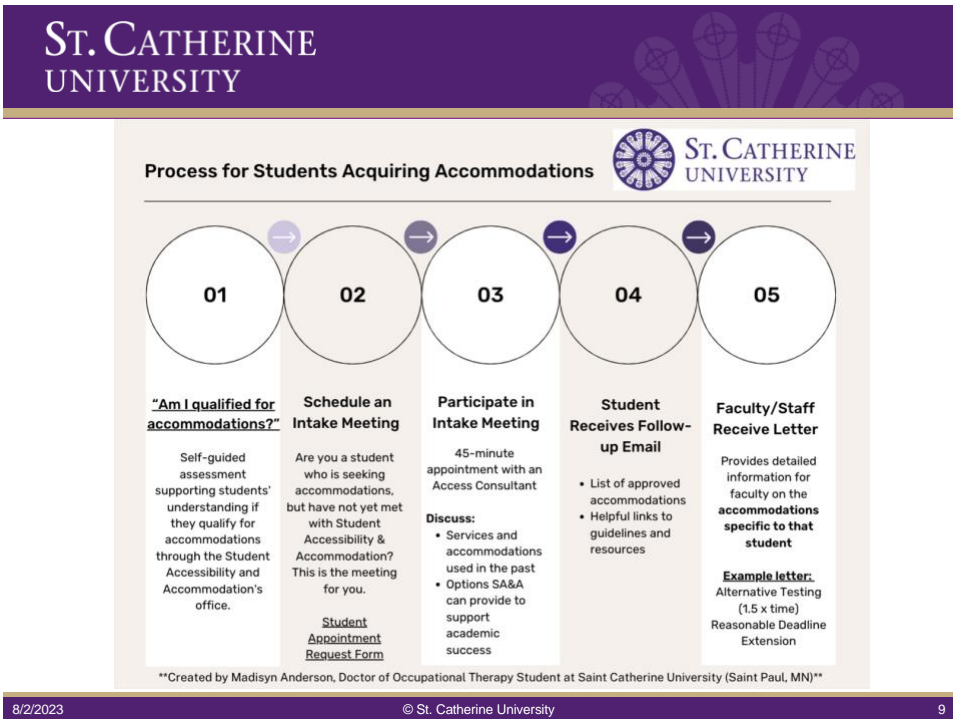 ST. CATHERINE
UNIVERSITY
Process for Students Acquiring Accommodations
ST. CATHERINE
UNIVERSITY
01
02
03
04
05
“Am I qualified for
accommodations?”
Self-guided
assessment
supporting students'
understanding if
they qualify for
accommodations
through the Student
Accessibility and
Accommodation's
office.
Schedule an
Intake Meeting
Are you a student
who is seeking
accommodations,
but have not yet met
with Student
Accessibility &
Accommodation?
This is the meeting
for you.
Student
Appointment
Request Form
Participate in
Intake Meeting
45-minute
appointment with an
Access Consultant
Discuss:
• Services and
accommodations
used in the past
• Options SA&A
can provide to
support
academic
success
Student
Receives Follow-
up Email
• List of approved
accommodations
• Helpful links to
guidelines and
resources
Faculty/Staff
Receive Letter
Provides detailed
information for
faculty on the
accommodations
specific to that
student
Example letter:
Alternative Testing
(1.5 x time)
Reasonable Deadline
Extension
**Created by Madisyn Anderson, Doctor of Occupational Therapy Student at Saint Catherine University (Saint Paul, MN)**
8/2/2023
© St. Catherine University
9